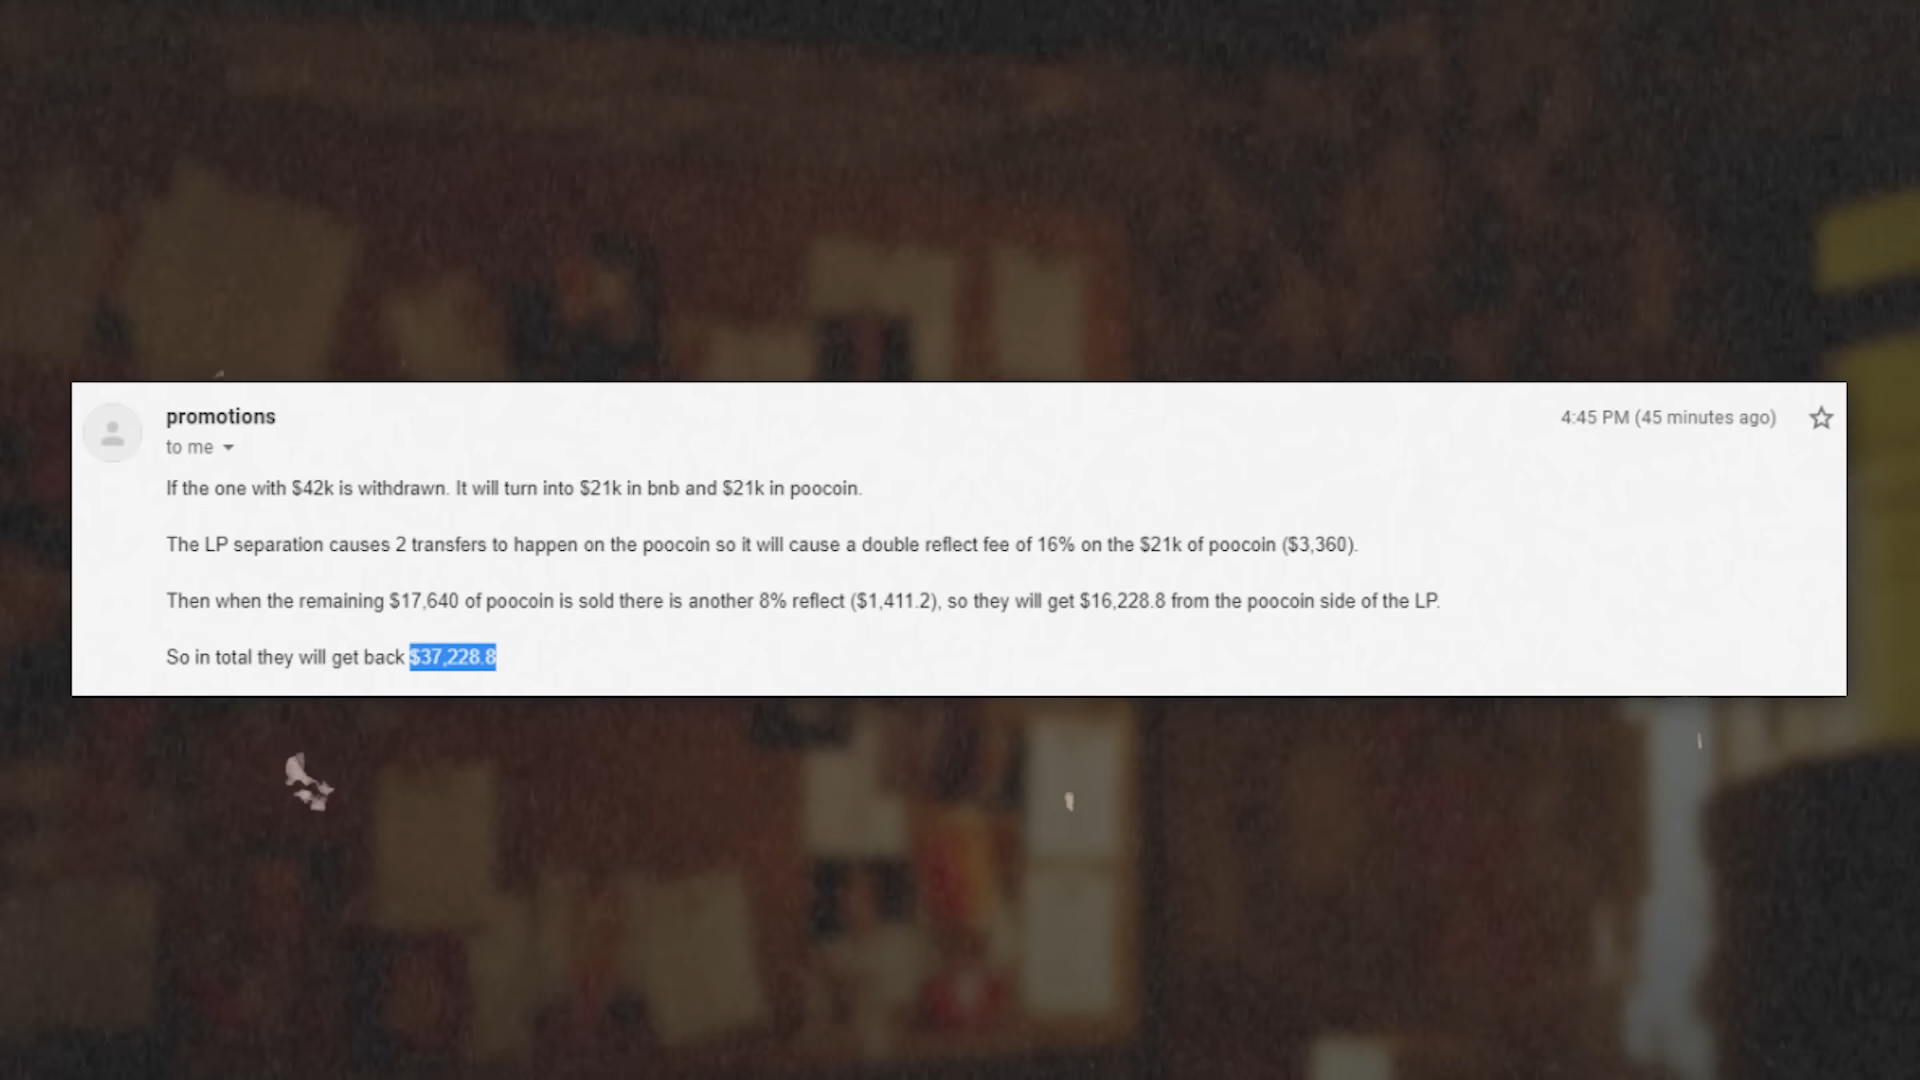 promotions
4:45 PM (45 minutes ago)
to me
If the one with $42k is withdrawn. It will turn into $21k in bnb and $21k in poocoin.
The LP separation causes 2 transfers to happen on the poocoin so it will cause a double reflect fee of 16% on the $21k of poocoin ($3,360).
Then when the remaining $17,640 of poocoin is sold there is another 8% reflect ($1,411.2), so they will get $16,228.8 from the poocoin side of the LP.
So in total they will get back $37,228.8